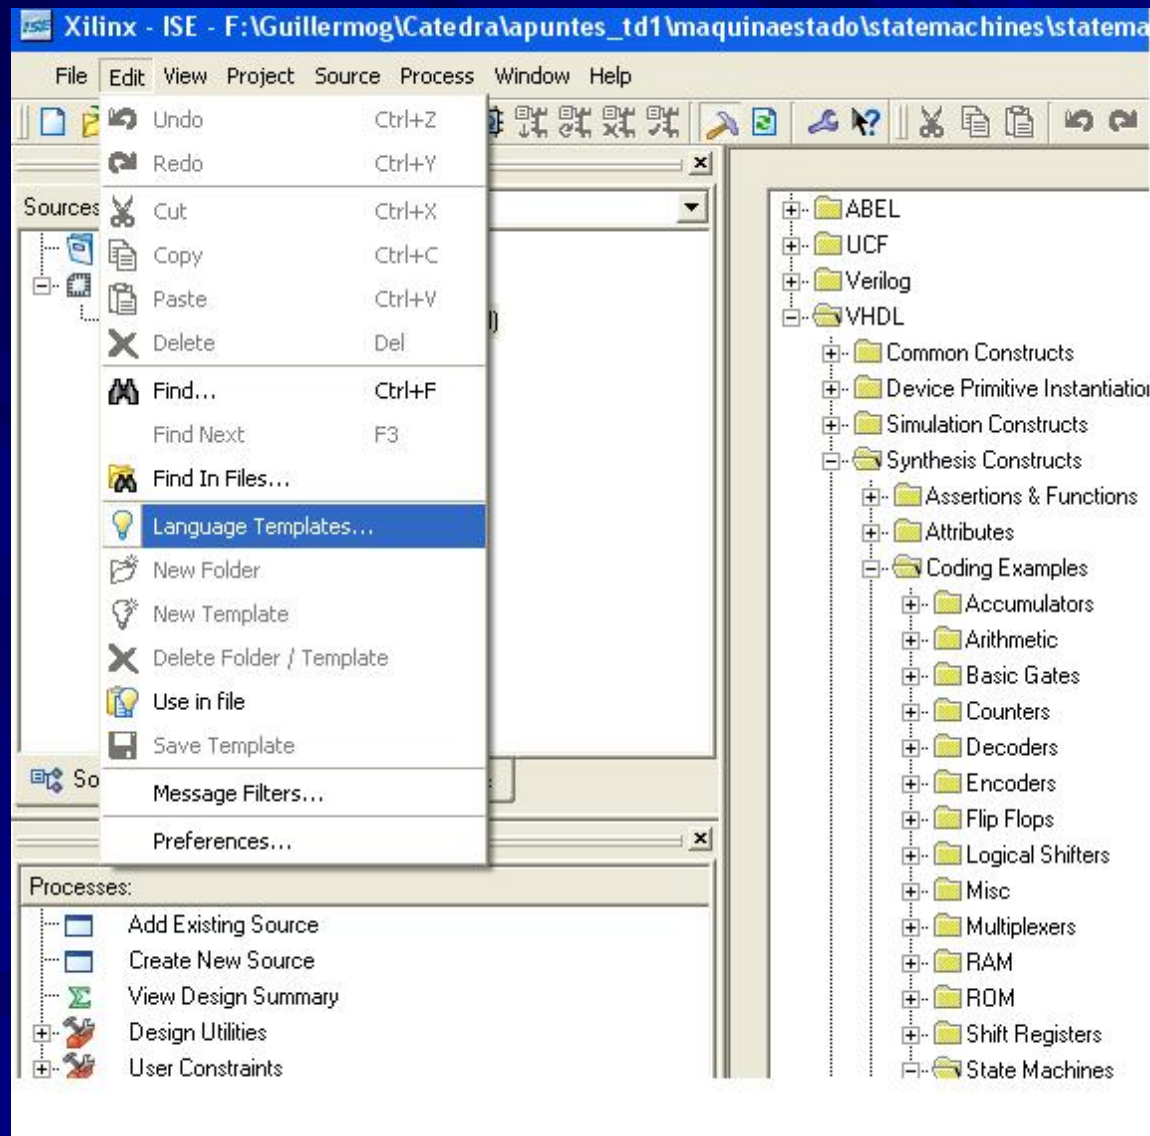 Xilinx - ISE - F:\Guillermog\Catedra\apuntes_td1\maquinaestado\statemachines\statema
File Edit View Project Source Process Window Help
Undo Ctrl+Z
Redo Ctrl+Y
Cut Ctrl+X
Copy Ctrl+C
Paste Ctrl+V
Delete Del
Find... Ctrl+F
Find Next F3
Find In Files...
Language Templates...
New Folder
New Template
Delete Folder / Template
Use in file
Save Template
Message Filters...
Preferences...
Sources
So
Processes:
Add Existing Source
Create New Source
View Design Summary
Design Utilities
User Constraints
ABEL
UCF
Verilog
VHDL
Common Constructs
Device Primitive Instantiation
Simulation Constructs
Synthesis Constructs
Assertions & Functions
Attributes
Coding Examples
Accumulators
Arithmetic
Basic Gates
Counters
Decoders
Encoders
Flip Flops
Logical Shifters
Misc
Multiplexers
RAM
ROM
Shift Registers
State Machines